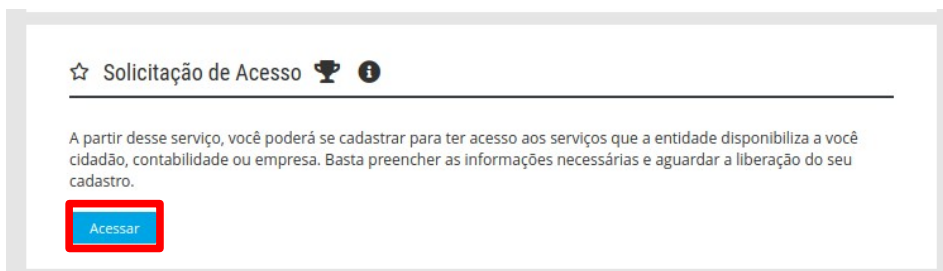 Solicitação de Acesso
A partir desse serviço, você poderá se cadastrar para ter acesso aos serviços que a entidade disponibiliza a você
cidadão, contabilidade ou empresa. Basta preencher as informações necessárias e aguardar a liberação do seu
cadastro.
Acessar